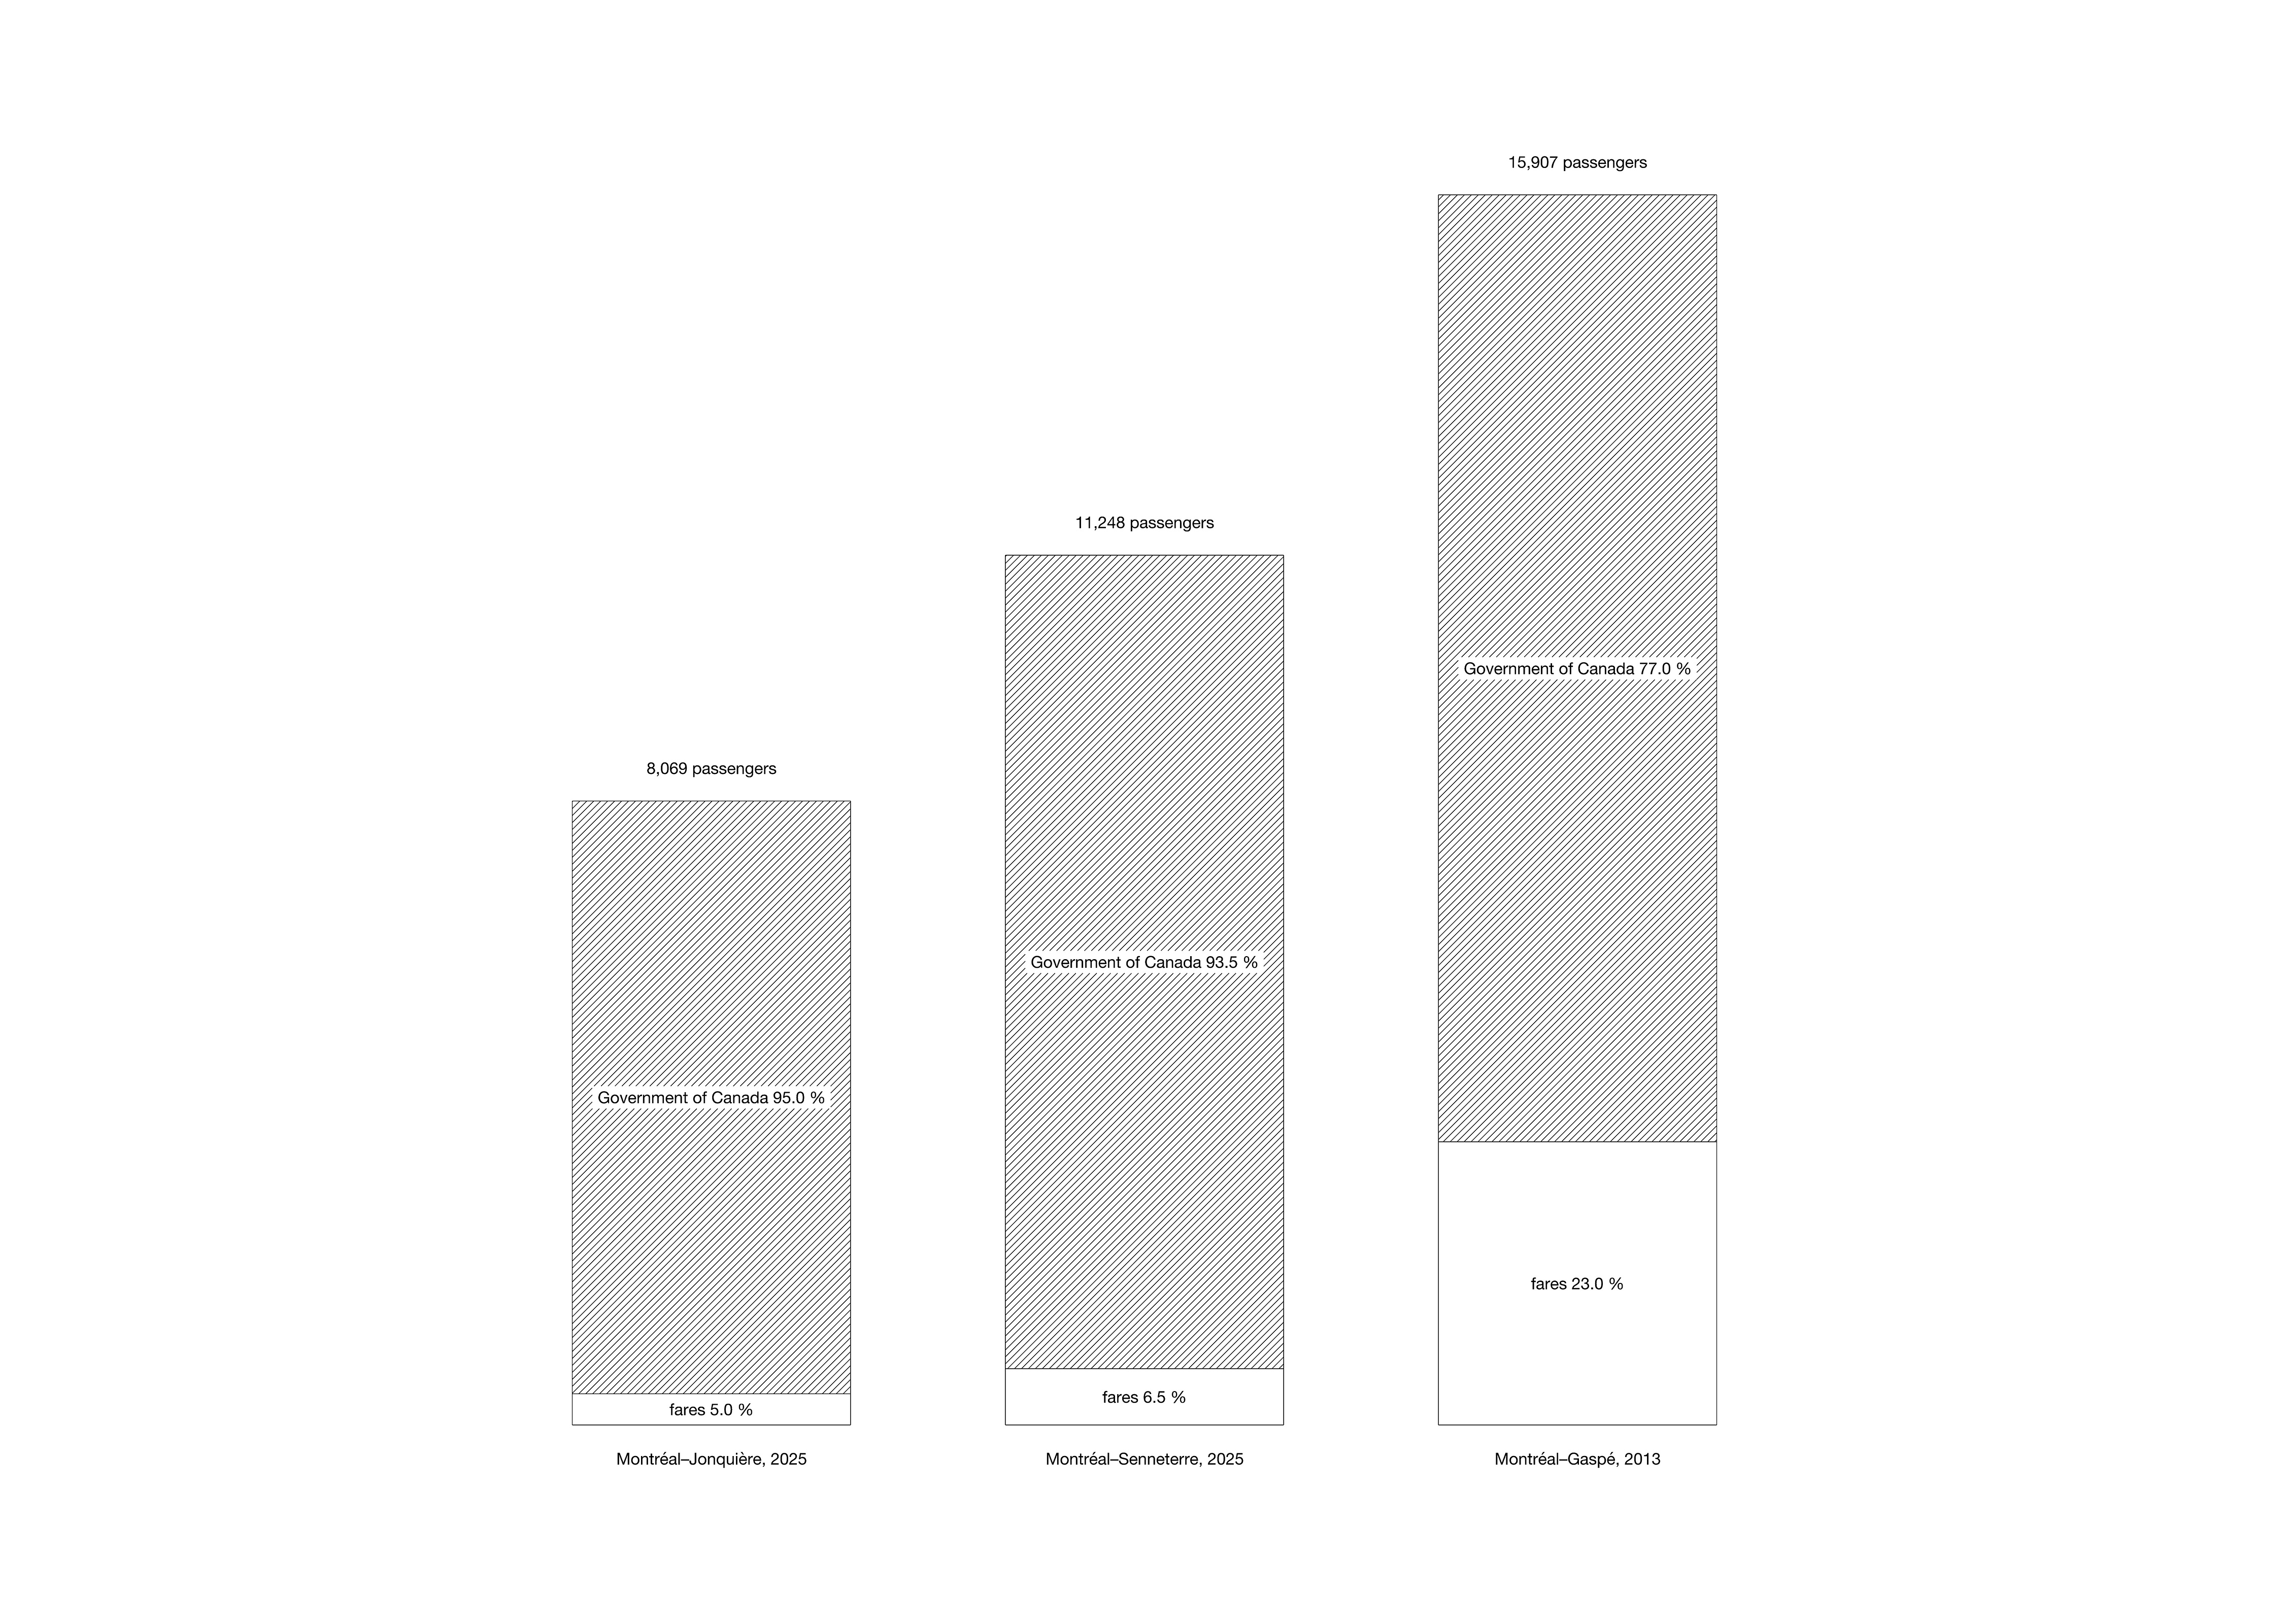 15,907 passengers
11,248 passengers
Government of Canada 77.0 %
8,069 passengers
Government of Canada 93.5 %
Government of Canada 95.0 %
fares 23.0 %
fares 6.5 %
fares 5.0 %
Montréal–Jonquière, 2025
Montréal–Senneterre, 2025
Montréal–Gaspé, 2013